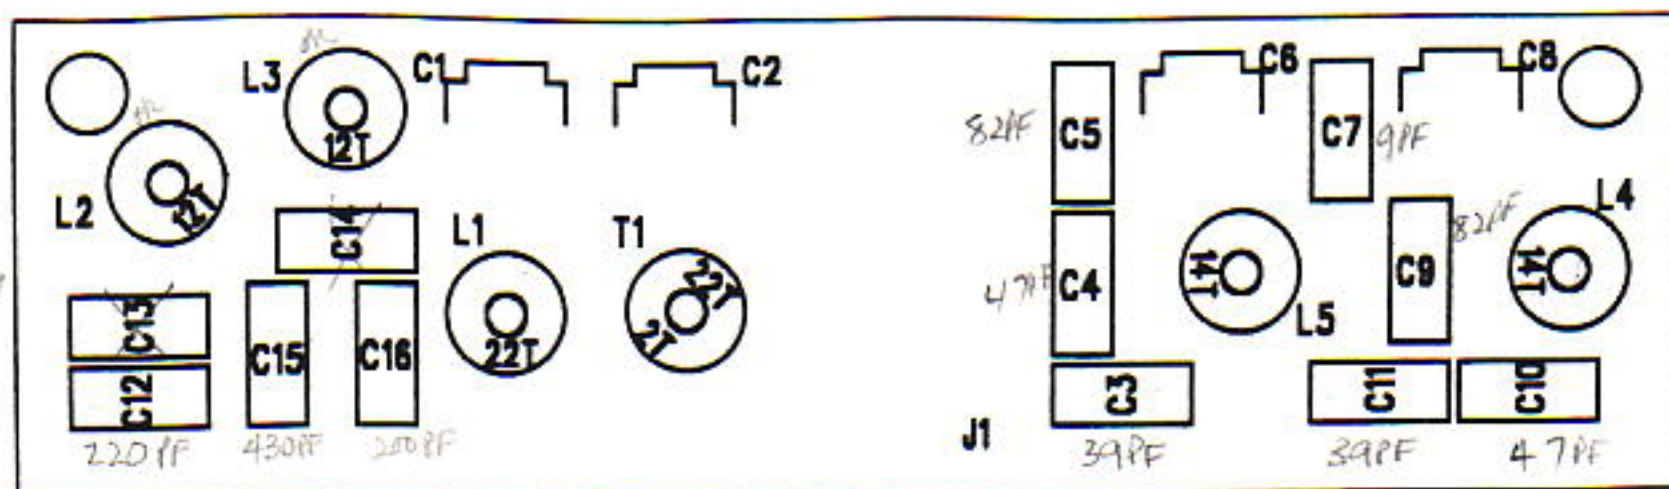 L3
C1
C2
C6
C8
12T
82PF
C5
C7
9PF
L2
12T
C14
L1
T1
L4
82PF
47PF
C4
14T
C9
14T
L5
22T
22T
2T
C13
C15
C16
C12
C3
C11
C10
J1
220PF
430PF
39PF
39PF
47PF